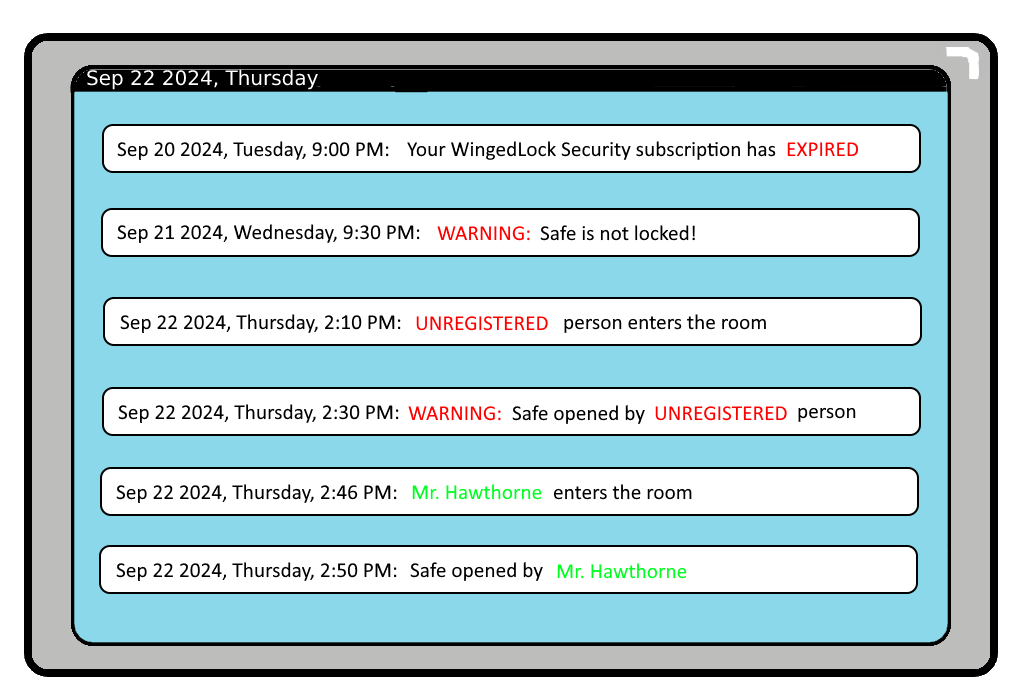 Sep 22 2024, Thursday
Sep 20 2024, Tuesday, 9:00 PM: Your WingedLock Security subscription has EXPIRED
Sep 21 2024, Wednesday, 9:30 PM: WARNING: Safe is not locked!
Sep 22 2024, Thursday, 2:10 PM: UNREGISTERED person enters the room
Sep 22 2024, Thursday, 2:30 PM: WARNING: Safe opened by UNREGISTERED person
Sep 22 2024, Thursday, 2:46 PM: Mr. Hawthorne enters the room
Sep 22 2024, Thursday, 2:50 PM: Safe opened by Mr. Hawthorne